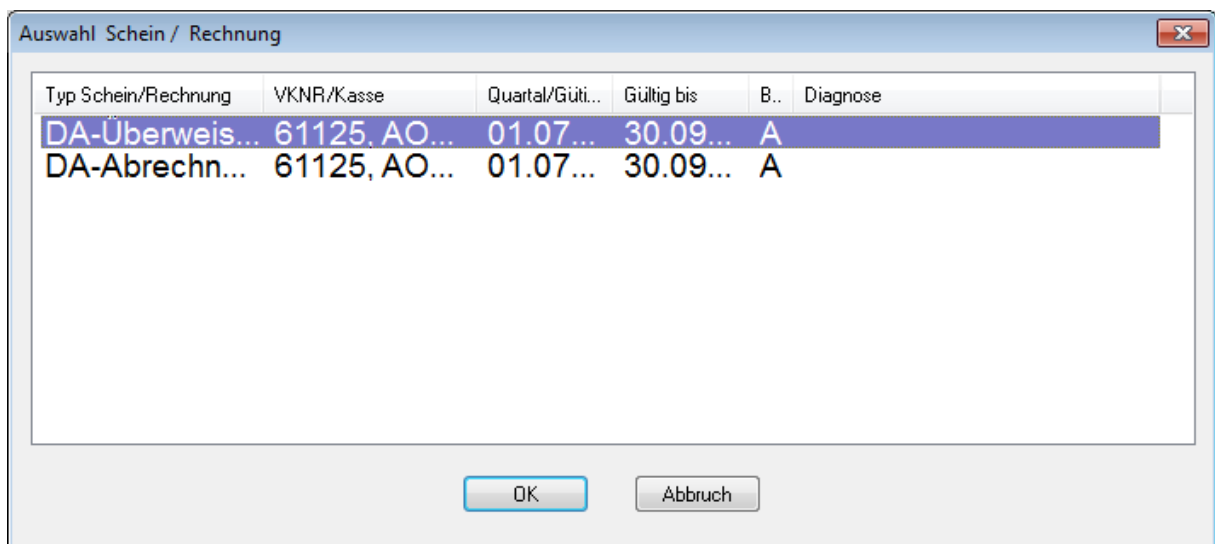 Auswahl Schein / Rechnung
Typ Schein/Rechnung VKNR/Kasse Quartal/Güti... Gültig bis B.. Diagnose
DA-Überweis... 61125, AO... 01.07... 30.09... A
DA-Abrechn... 61125, AO... 01.07... 30.09... A
OK Abbruch